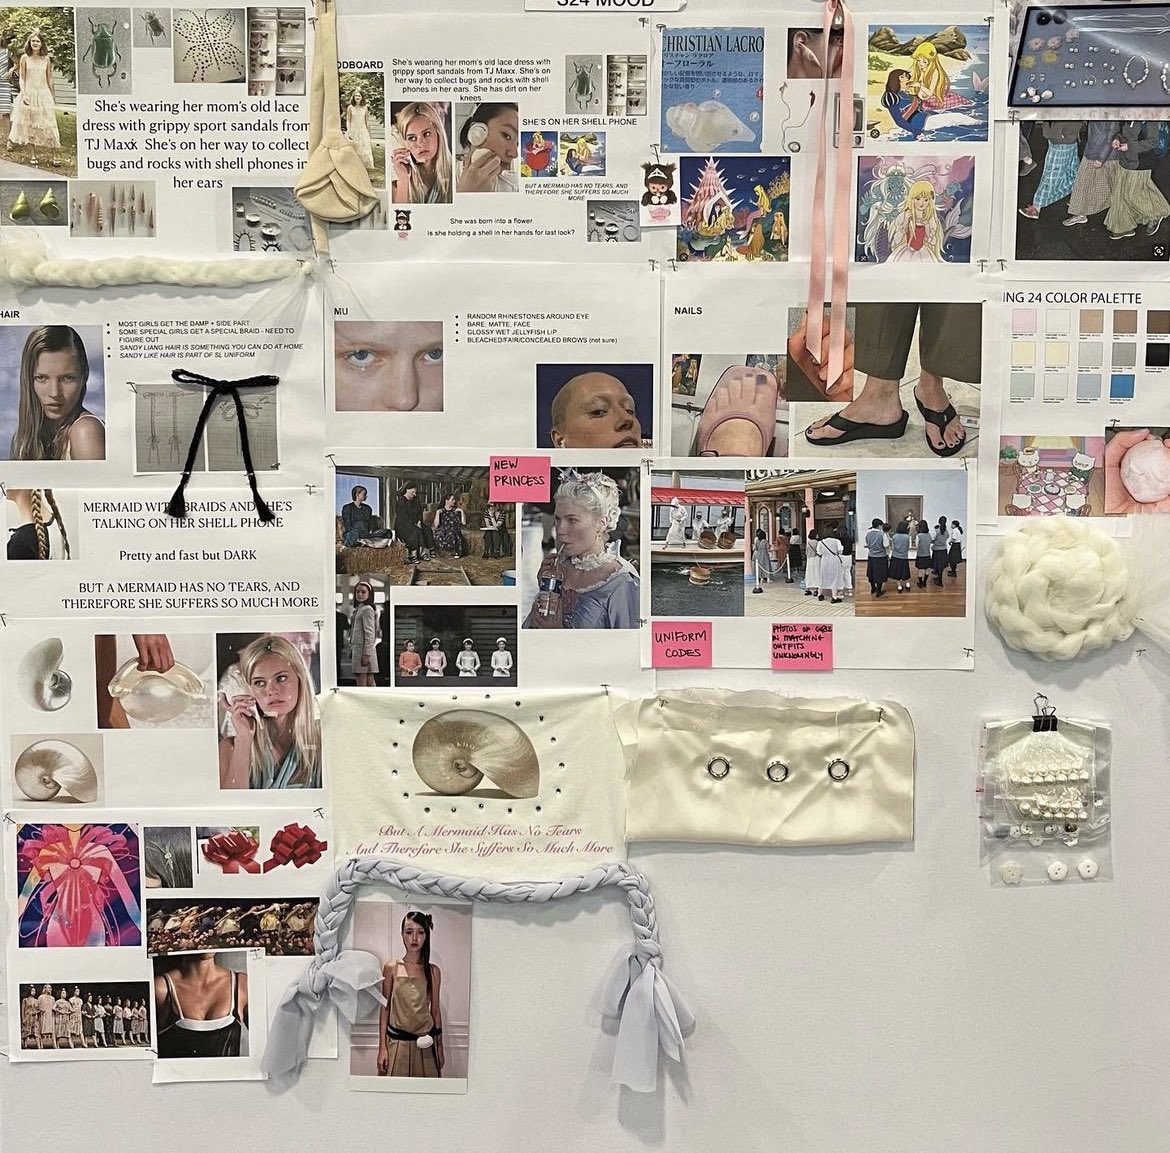 S24 MOOD
She's wearing her mom's old lace
dress with grippy sport sandals from
TJ Maxx She's on her way to collect
bugs and rocks with shell phones in
her ears
She's wearing her mom's old lace dress with
grippy sport sandals from TJ Maxx. She's on
her way to collect bugs and rocks with shell
phones in her ears. She has dirt on her
knees.
SHE'S ON HER SHELL PHONE
BUT A MERMAID HAS NO TEARS, AND
THEREFORE SHE SUFFERS SO MUCH
MORE
She was born into a flower
Is she holding a shell in her hands for last look?
CHRISTIAN LACRO
HAIR
MOST GIRLS GET THE DAMP + SIDE PART
SOME SPECIAL GIRLS GET A SPECIAL BRAID - NEED TO
FIGURE OUT
SANDY LIANG HAIR IS SOMETHING YOU CAN DO AT HOME
SANDY LIKE HAIR IS PART OF SL UNIFORM
MU
RANDOM RHINESTONES AROUND EYE
BARE, MATTE, FACE
GLOSSY WET JELLYFISH LIP
BLEACHED/FAIR/CONCEALED BROWS (not sure)
NAILS
ING 24 COLOR PALETTE
MERMAID WITH BRAIDS AND SHE'S
TALKING ON HER SHELL PHONE
Pretty and fast but DARK
BUT A MERMAID HAS NO TEARS, AND
THEREFORE SHE SUFFERS SO MUCH MORE
NEW
PRINCESS
UNIFORM
CODES
PHOTOS OF GIRLS
IN MATCHING
OUTFITS
UNKNOWINGLY
But A Mermaid Has No Tears
And Therefore She Suffers So Much More